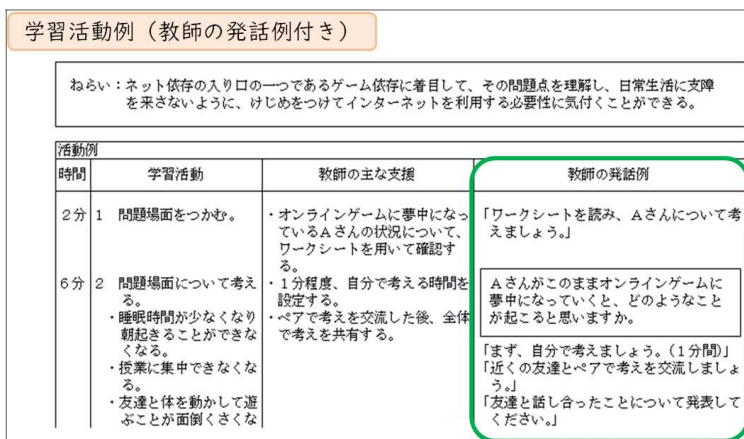 学習活動例（教師の発話例付き）
ねらい：ネット依存の入り口の一つであるゲーム依存に着目して、その問題点を理解し、日常生活に支障
を来さないように、けじめをつけてインターネットを利用する必要性に気付くことができる。
活動例
時間 学習活動 教師の主な支援 教師の発話例
2分 1 問題場面をつかむ。
・オンラインゲームに夢中になっ
ているAさんの状況について、
ワークシートを用いて確認す
る。
「ワークシートを読み、Aさんについて考
えましょう。」
6分 2 問題場面について考え
る。
・睡眠時間が少なくなり
朝起きることができな
くなる。
・授業に集中できなくな
る。
・友達と体を動かして遊
ぶことが面倒くさくな
・1分程度、自分で考える時間を
設定する。
・ペアで考えを交流した後、全体
で考えを共有する。
Aさんがこのままオンラインゲームに
夢中になっていくと、どのようなこと
が起こると思いますか。
「まず、自分で考えましょう。(1分間)」
「近くの友達とペアで考えを交流しましょ
う。」
「友達と話し合ったことについて発表して
ください。」